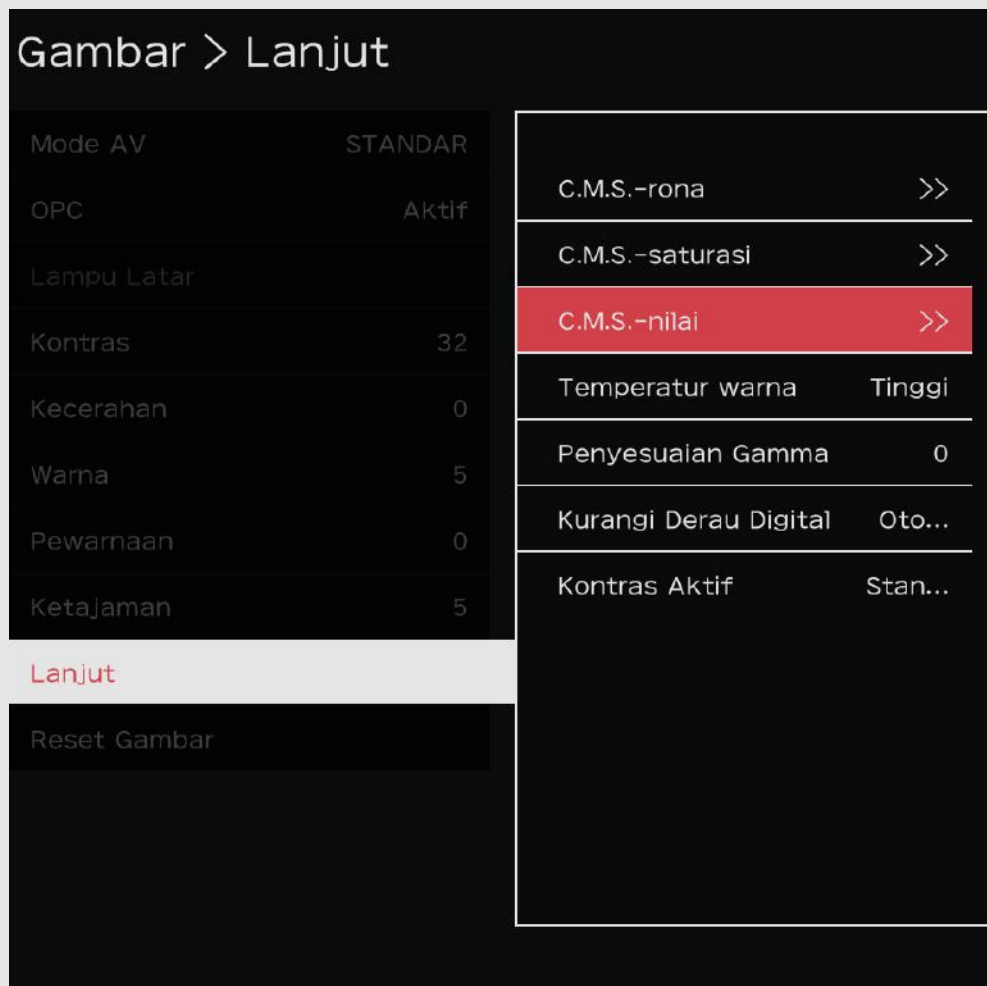 Gambar > Lanjut
Mode AV STANDAR
OPC Aktif
Lampu Latar
Kontras 32
Kecerahan 0
Warna 5
Pewarnaan 0
Ketajaman 5
Lanjut
Reset Gambar
C.M.S.-rona >>
C.M.S.-saturasi >>
C.M.S.-nilai >>
Temperatur warna Tinggi
Penyesuaian Gamma 0
Kurangi Derau Digital Oto...
Kontras Aktif Stan...